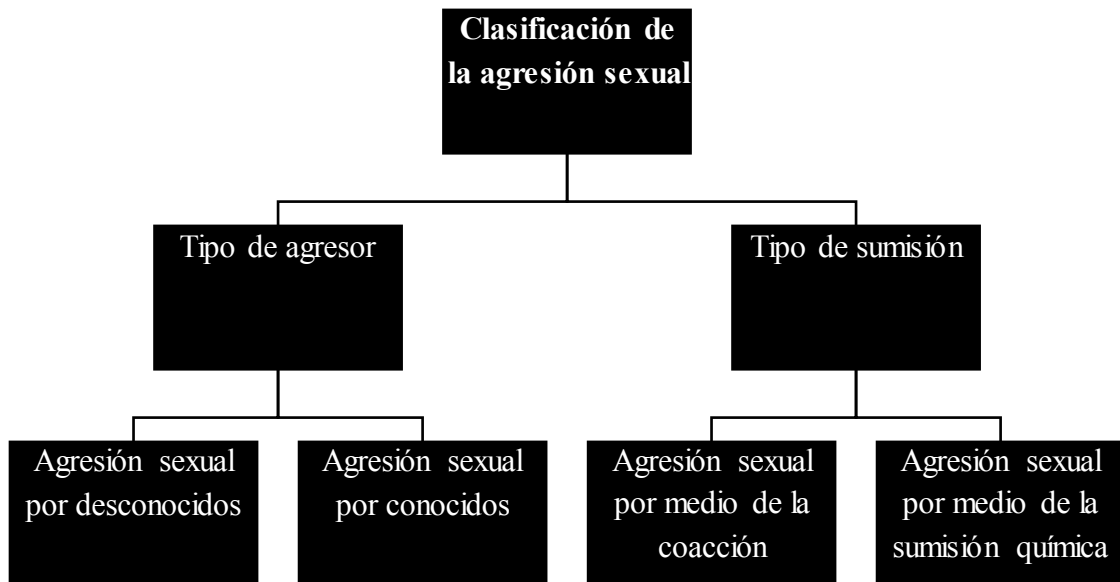 Clasificación de
la agresión sexual
Tipo de agresor
Tipo de sumisión
Agresión sexual
por desconocidos
Agresión sexual
por conocidos
Agresión sexual
por medio de la
coacción
Agresión sexual
por medio de la
sumisión química